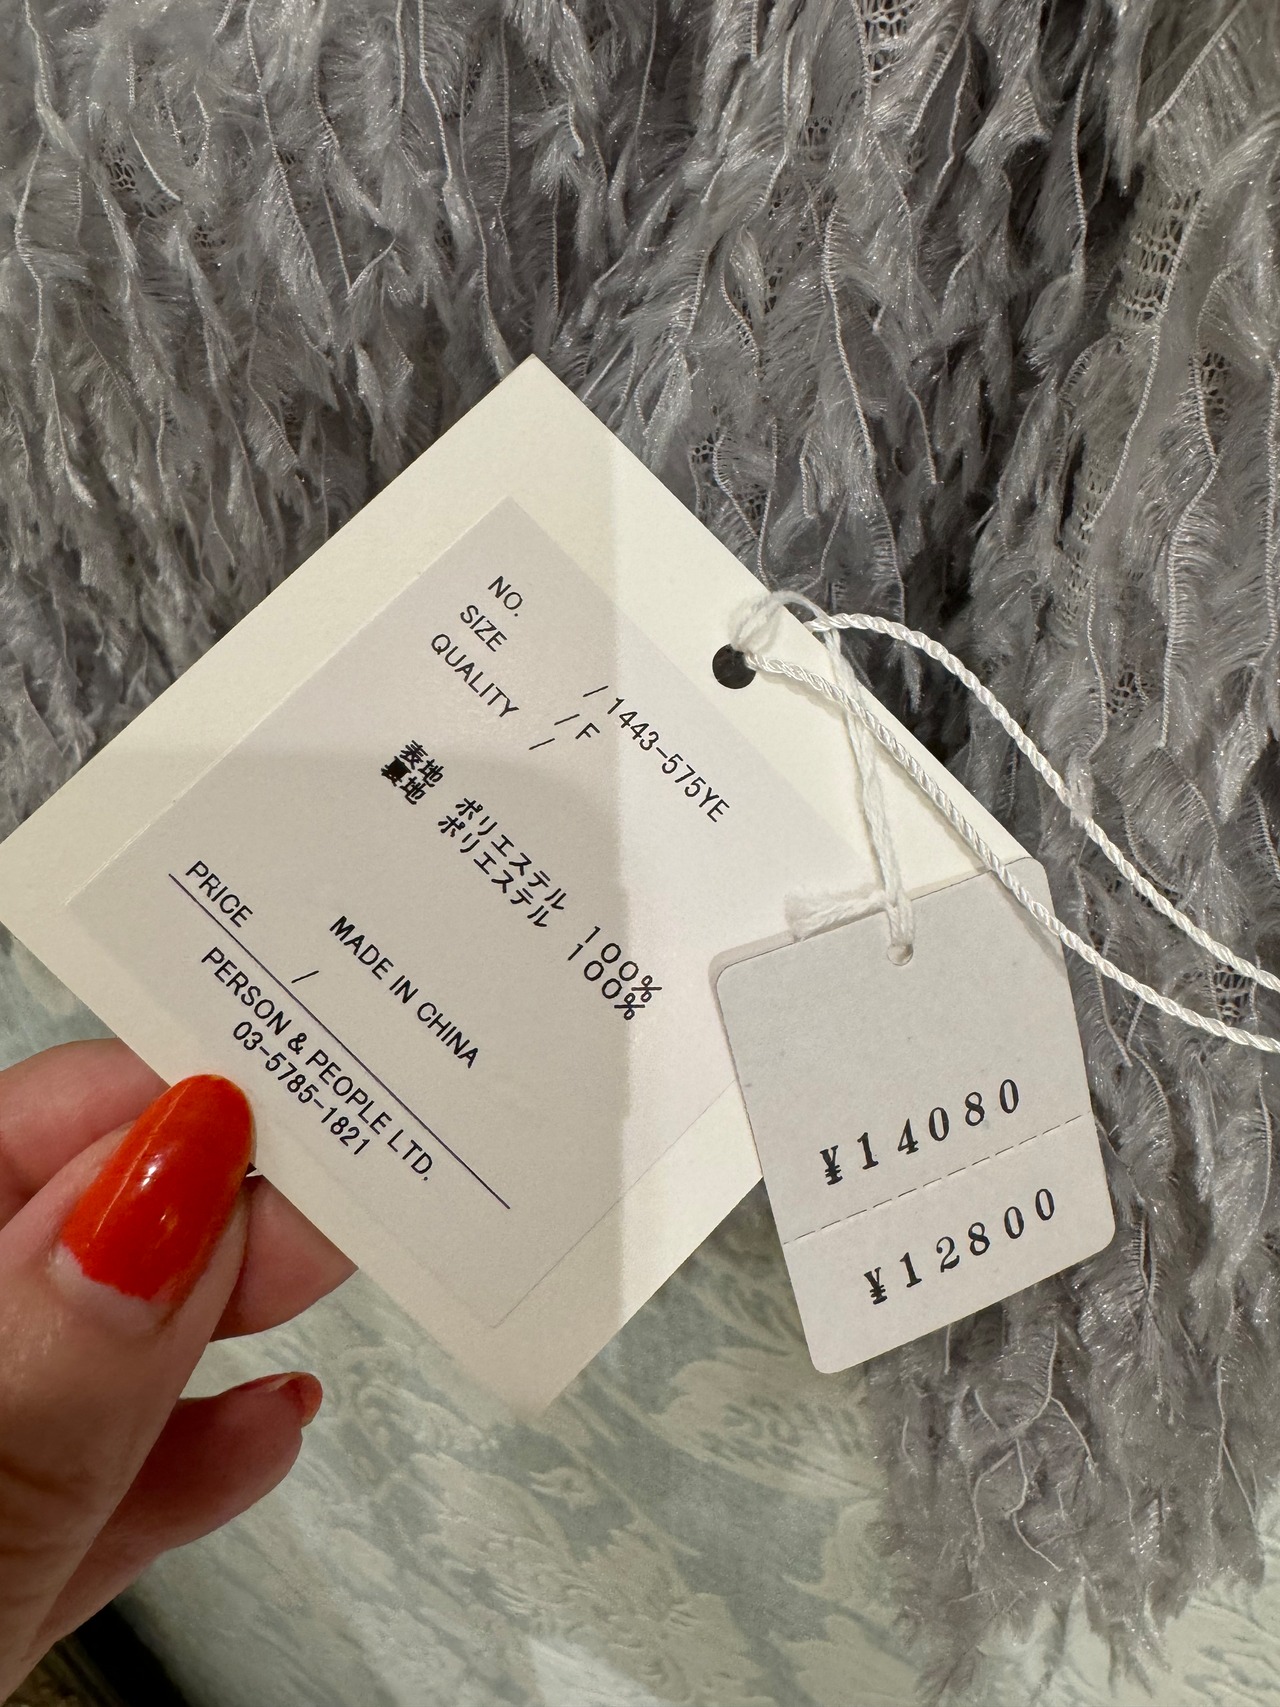 NO. / 1443-575YE
SIZE / F
QUALITY /
表地 ポリエステル 100%
裏地 ポリエステル 100%
MADE IN CHINA
PRICE /
PERSON & PEOPLE LTD.
03-5785-1821
¥14080
¥12800